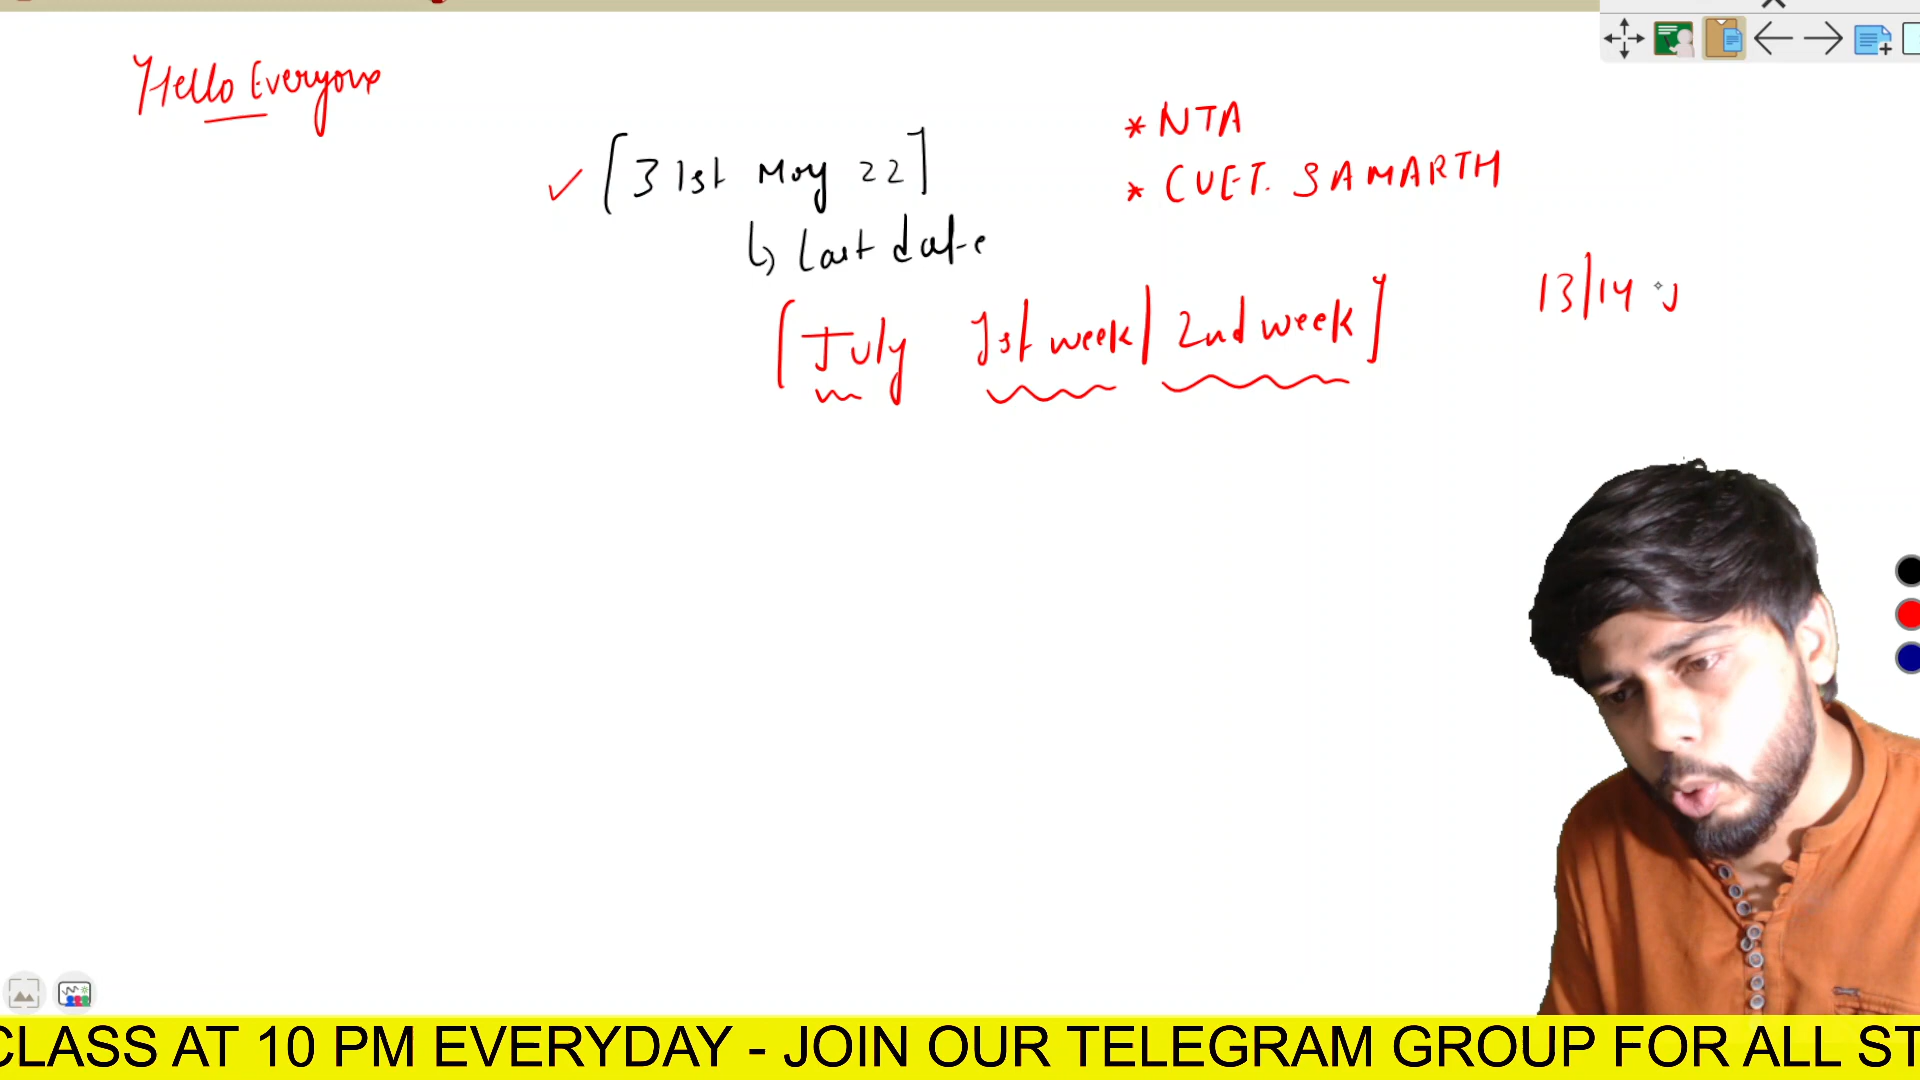 Hello Everyone
* NTA
[31st May 22]
* CUET. SAMARTH
↳ Last date
13/14 J
[July 1st week / 2nd week]
CLASS AT 10 PM EVERYDAY - JOIN OUR TELEGRAM GROUP FOR ALL ST